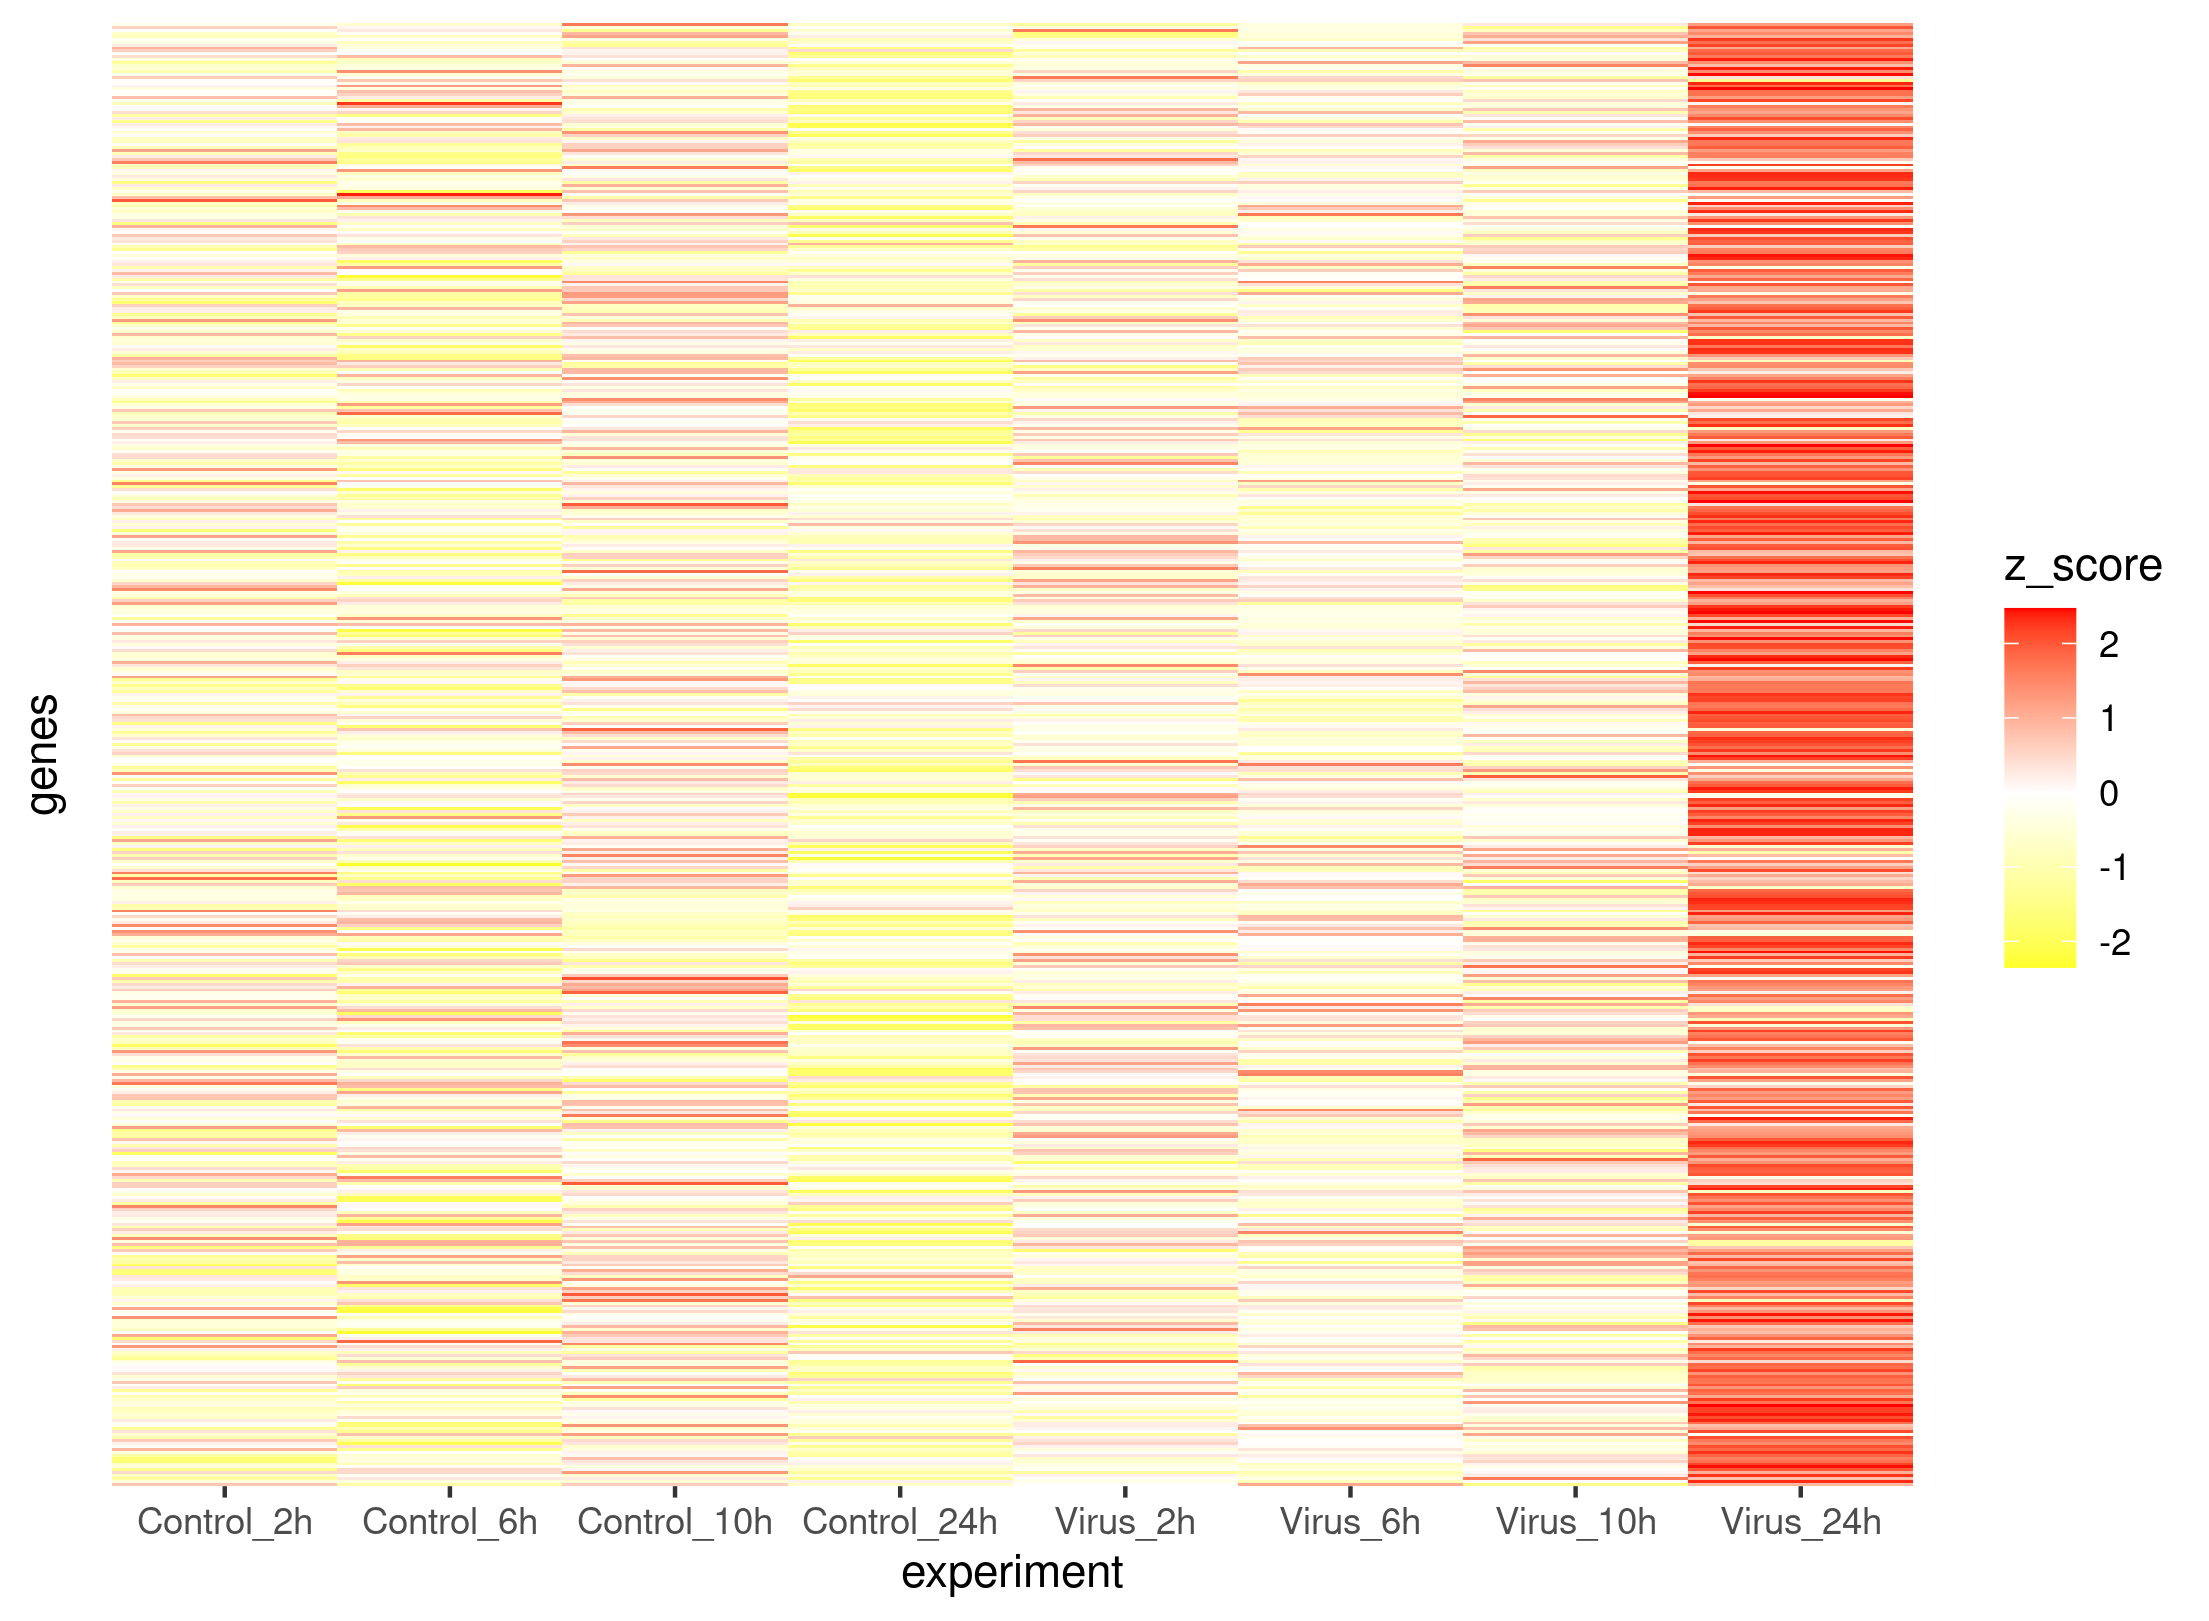 genes
z_score
2
1
0
-1
-2
Control_2h Control_6h Control_10h Control_24h Virus_2h Virus_6h Virus_10h Virus_24h
experiment